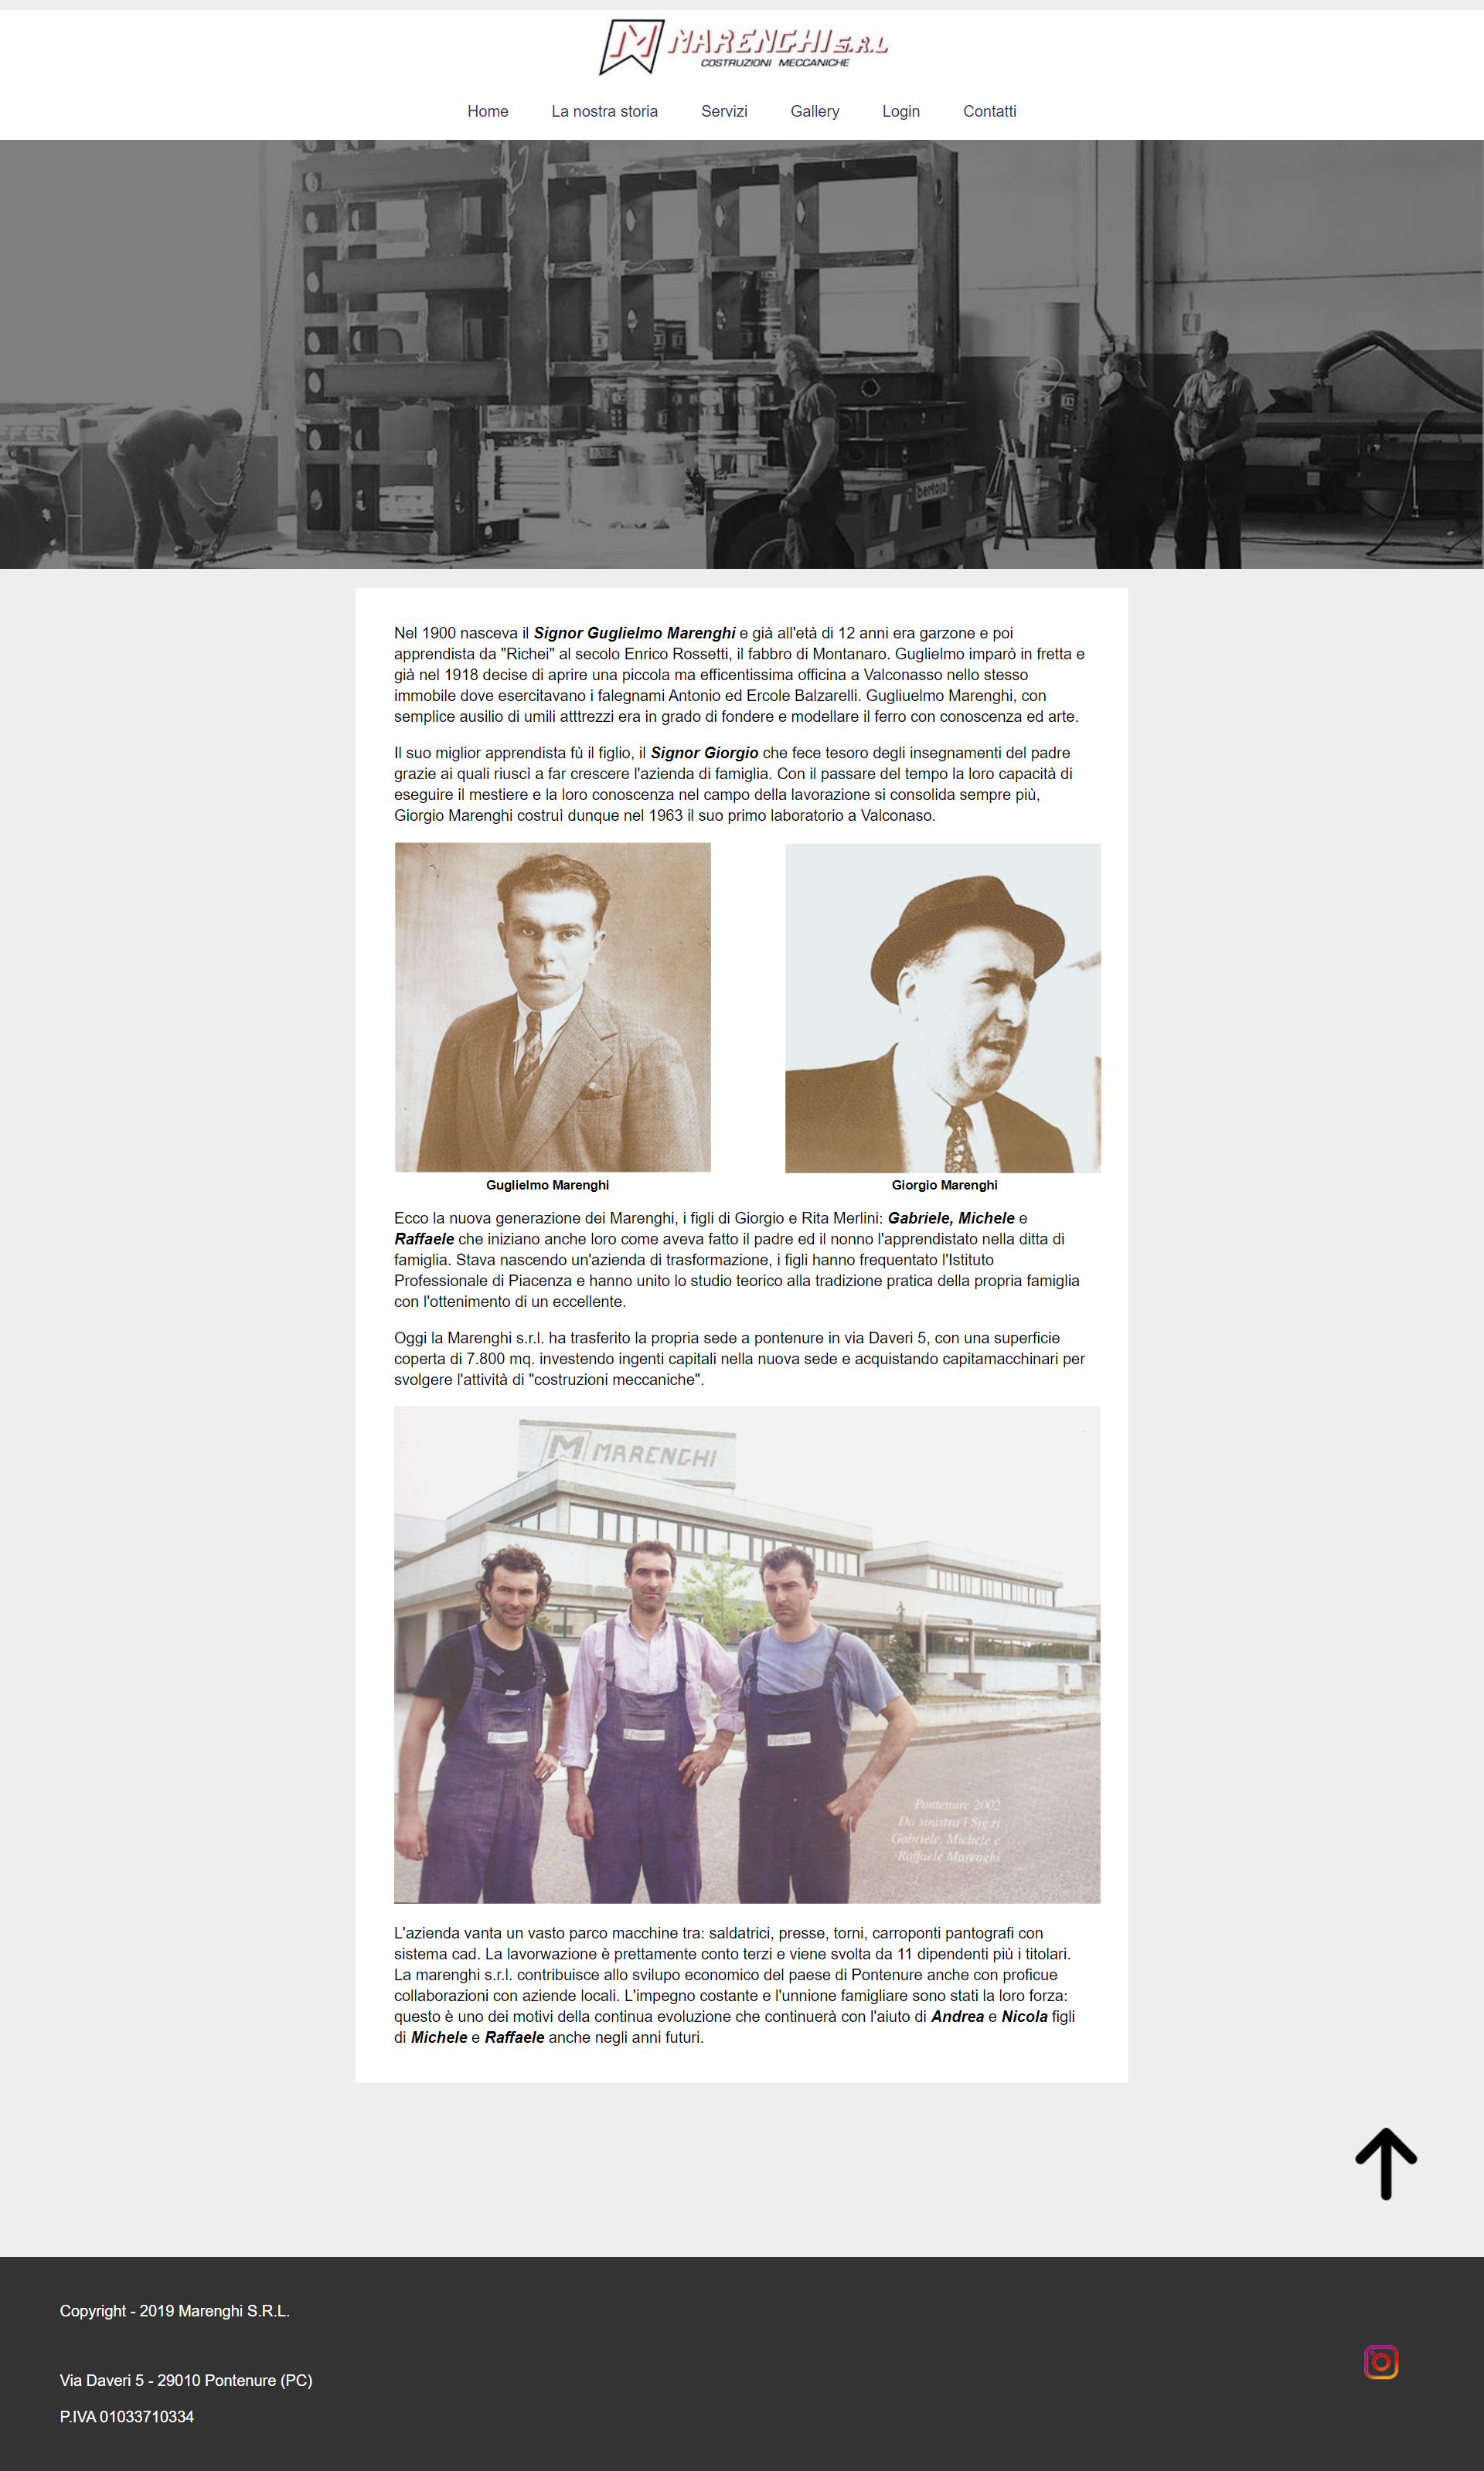 MARENGHI S.R.L
COSTRUZIONI MECCANICHE
Home
La nostra storia
Servizi
Gallery
Login
Contatti
bertoja
Nel 1900 nasceva il Signor Guglielmo Marenghi e già all'età di 12 anni era garzone e poi
apprendista da "Richei" al secolo Enrico Rossetti, il fabbro di Montanaro. Guglielmo imparò in fretta e
già nel 1918 decise di aprire una piccola ma efficentissima officina a Valconasso nello stesso
immobile dove esercitavano i falegnami Antonio ed Ercole Balzarelli. Gugliuelmo Marenghi, con
semplice ausilio di umili atttrezzi era in grado di fondere e modellare il ferro con conoscenza ed arte.
Il suo miglior apprendista fù il figlio, il Signor Giorgio che fece tesoro degli insegnamenti del padre
grazie ai quali riuscì a far crescere l'azienda di famiglia. Con il passare del tempo la loro capacità di
eseguire il mestiere e la loro conoscenza nel campo della lavorazione si consolida sempre più,
Giorgio Marenghi costruì dunque nel 1963 il suo primo laboratorio a Valconaso.
Guglielmo Marenghi
Giorgio Marenghi
Ecco la nuova generazione dei Marenghi, i figli di Giorgio e Rita Merlini: Gabriele, Michele e
Raffaele che iniziano anche loro come aveva fatto il padre ed il nonno l'apprendistato nella ditta di
famiglia. Stava nascendo un'azienda di trasformazione, i figli hanno frequentato l'Istituto
Professionale di Piacenza e hanno unito lo studio teorico alla tradizione pratica della propria famiglia
con l'ottenimento di un eccellente.
Oggi la Marenghi s.r.l. ha trasferito la propria sede a pontenure in via Daveri 5, con una superficie
coperta di 7.800 mq. investendo ingenti capitali nella nuova sede e acquistando capitamacchinari per
svolgere l'attività di "costruzioni meccaniche".
M MARENGHI
Pontenure 2002
Da sinistra i Sig.ri
Gabriele, Michele e
Raffaele Marenghi
L'azienda vanta un vasto parco macchine tra: saldatrici, presse, torni, carroponti pantografi con
sistema cad. La lavorwazione è prettamente conto terzi e viene svolta da 11 dipendenti più i titolari.
La marenghi s.r.l. contribuisce allo svilupo economico del paese di Pontenure anche con proficue
collaborazioni con aziende locali. L'impegno costante e l'unnione famigliare sono stati la loro forza:
questo è uno dei motivi della continua evoluzione che continuerà con l'aiuto di Andrea e Nicola figli
di Michele e Raffaele anche negli anni futuri.
Copyright - 2019 Marenghi S.R.L.
Via Daveri 5 - 29010 Pontenure (PC)
P.IVA 01033710334